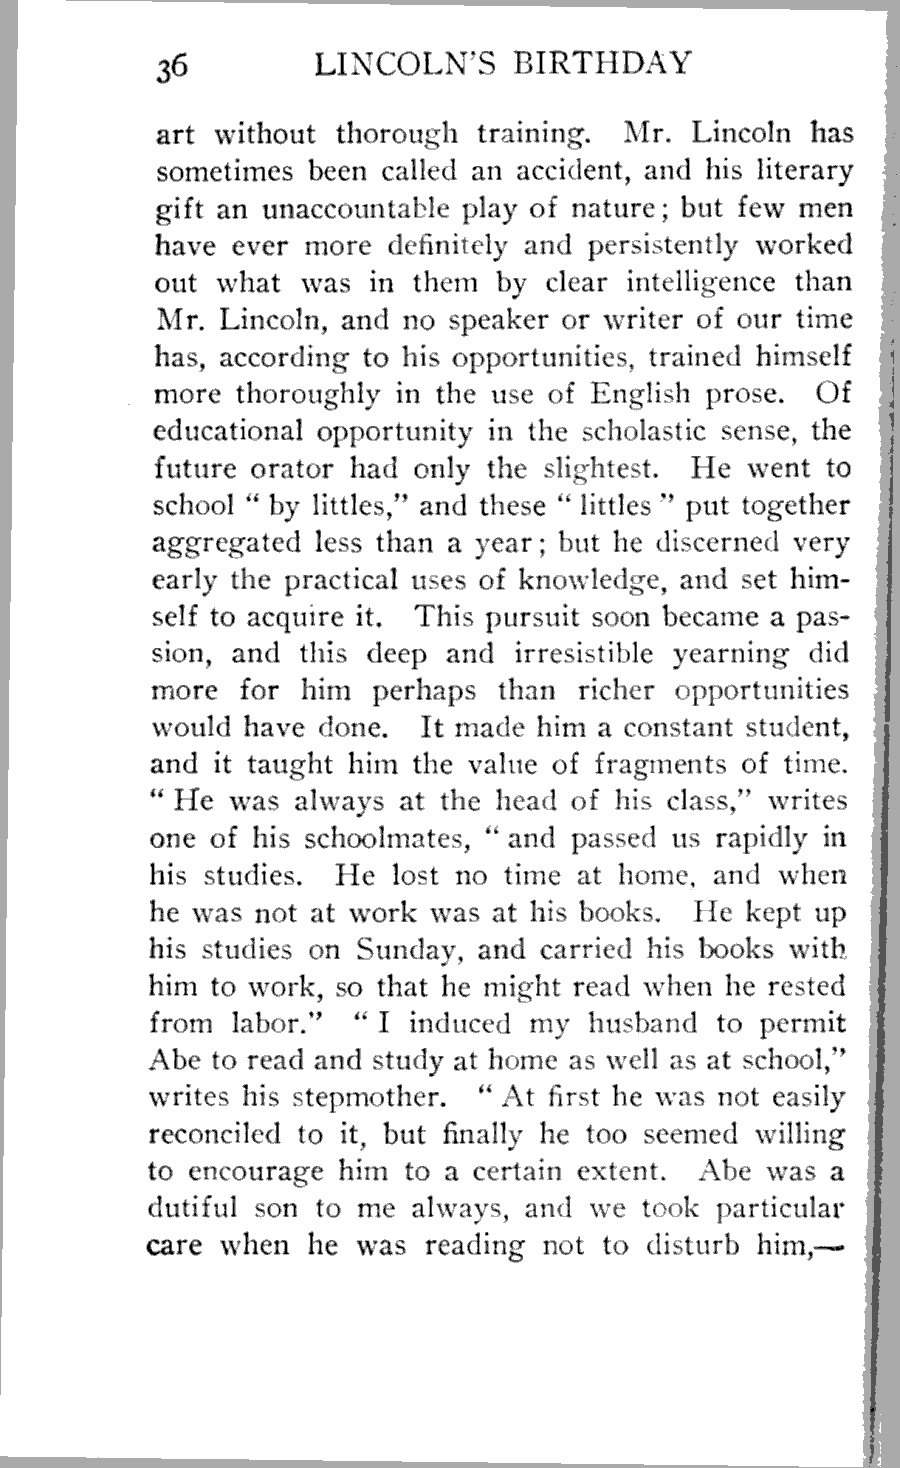 36 LINCOLN'S BIRTHDAY
art without thorough training. Mr. Lincoln has
sometimes been called an accident, and his literary
gift an unaccountable play of nature; but few men
have ever more definitely and persistently worked
out what was in them by clear intelligence than
Mr. Lincoln, and no speaker or writer of our time
has, according to his opportunities, trained himself
more thoroughly in the use of English prose. Of
educational opportunity in the scholastic sense, the
future orator had only the slightest. He went to
school “ by littles,” and these “ littles ” put together
aggregated less than a year; but he discerned very
early the practical uses of knowledge, and set him-
self to acquire it. This pursuit soon became a pas-
sion, and this deep and irresistible yearning did
more for him perhaps than richer opportunities
would have done. It made him a constant student,
and it taught him the value of fragments of time.
“ He was always at the head of his class,” writes
one of his schoolmates, “ and passed us rapidly in
his studies. He lost no time at home, and when
he was not at work was at his books. He kept up
his studies on Sunday, and carried his books with
him to work, so that he might read when he rested
from labor.” “ I induced my husband to permit
Abe to read and study at home as well as at school,”
writes his stepmother. “ At first he was not easily
reconciled to it, but finally he too seemed willing
to encourage him to a certain extent. Abe was a
dutiful son to me always, and we took particular
care when he was reading not to disturb him,—